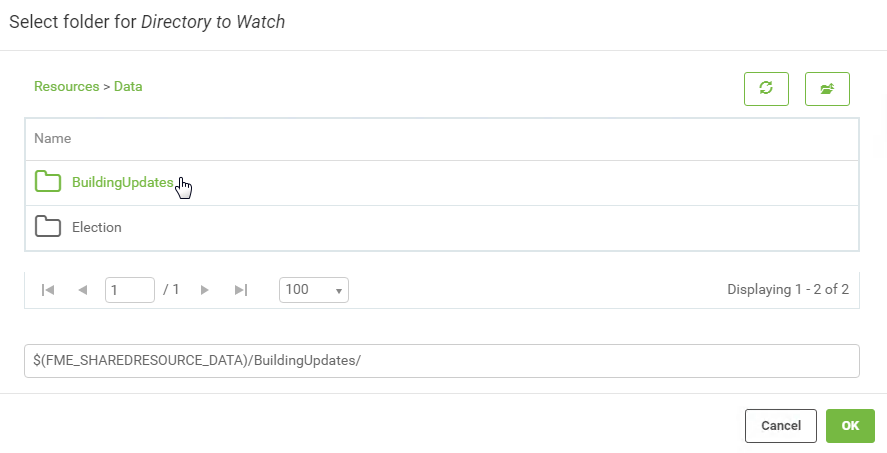 Select folder for Directory to Watch
Resources > Data
Name
BuildingUpdates
Election
1 / 1 100 Displaying 1 - 2 of 2
$(FME_SHAREDRESOURCE_DATA)/BuildingUpdates/
Cancel OK